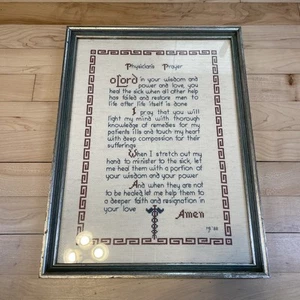 Physician's Prayer
O Lord in your wisdom and
power and love, you
heal the sick when all other help
has failed and restore men to
life after life itself is done
I pray that you will
light my mind with thorough
knowledge of remedies for my
patients ills and touch my heart
with deep compassion for their
sufferings
When I stretch out my
hand to minister to the sick, let
me heal them with a portion of
your wisdom and your power
And when they are not
to be healed, let me help them to
a deeper faith and resignation in
your love
Amen